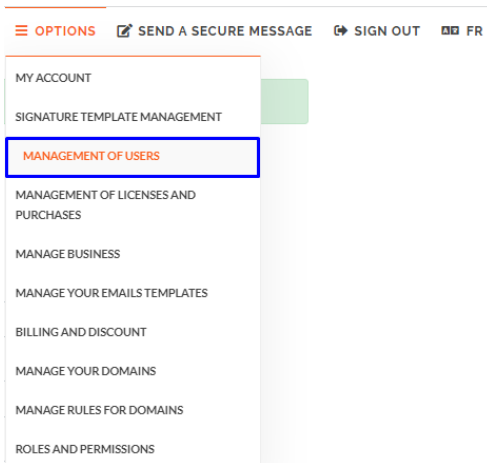 OPTIONS SEND A SECURE MESSAGE SIGN OUT FR
MY ACCOUNT
SIGNATURE TEMPLATE MANAGEMENT
MANAGEMENT OF USERS
MANAGEMENT OF LICENSES AND
PURCHASES
MANAGE BUSINESS
MANAGE YOUR EMAILS TEMPLATES
BILLING AND DISCOUNT
MANAGE YOUR DOMAINS
MANAGE RULES FOR DOMAINS
ROLES AND PERMISSIONS